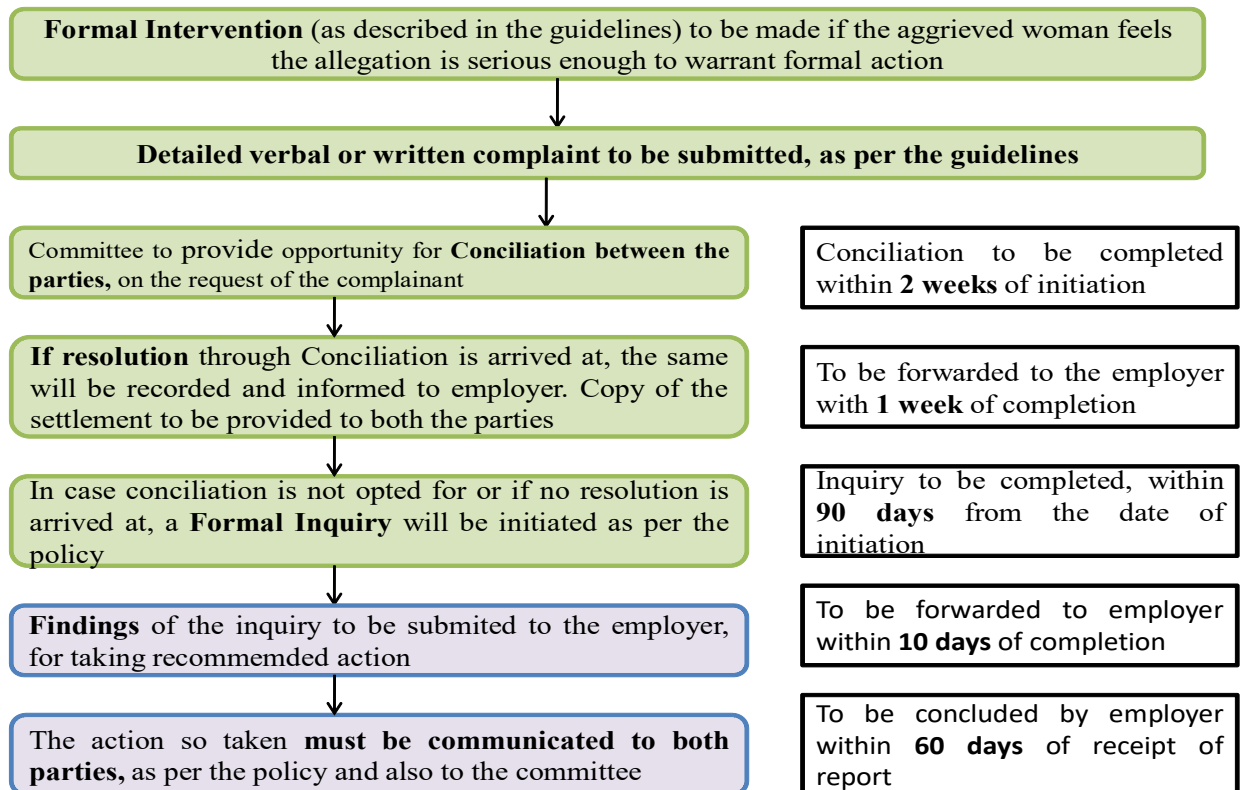 Formal Intervention (as described in the guidelines) to be made if the aggrieved woman feels
the allegation is serious enough to warrant formal action
Detailed verbal or written complaint to be submitted, as per the guidelines
Committee to provide opportunity for Conciliation between the
parties, on the request of the complainant
Conciliation to be completed
within 2 weeks of initiation
If resolution through Conciliation is arrived at, the same
will be recorded and informed to employer. Copy of the
settlement to be provided to both the parties
To be forwarded to the employer
with 1 week of completion
In case conciliation is not opted for or if no resolution is
arrived at, a Formal Inquiry will be initiated as per the
policy
Inquiry to be completed, within
90 days from the date of
initiation
Findings of the inquiry to be submited to the employer,
for taking recommemded action
To be forwarded to employer
within 10 days of completion
The action so taken must be communicated to both
parties, as per the policy and also to the committee
To be concluded by employer
within 60 days of receipt of
report